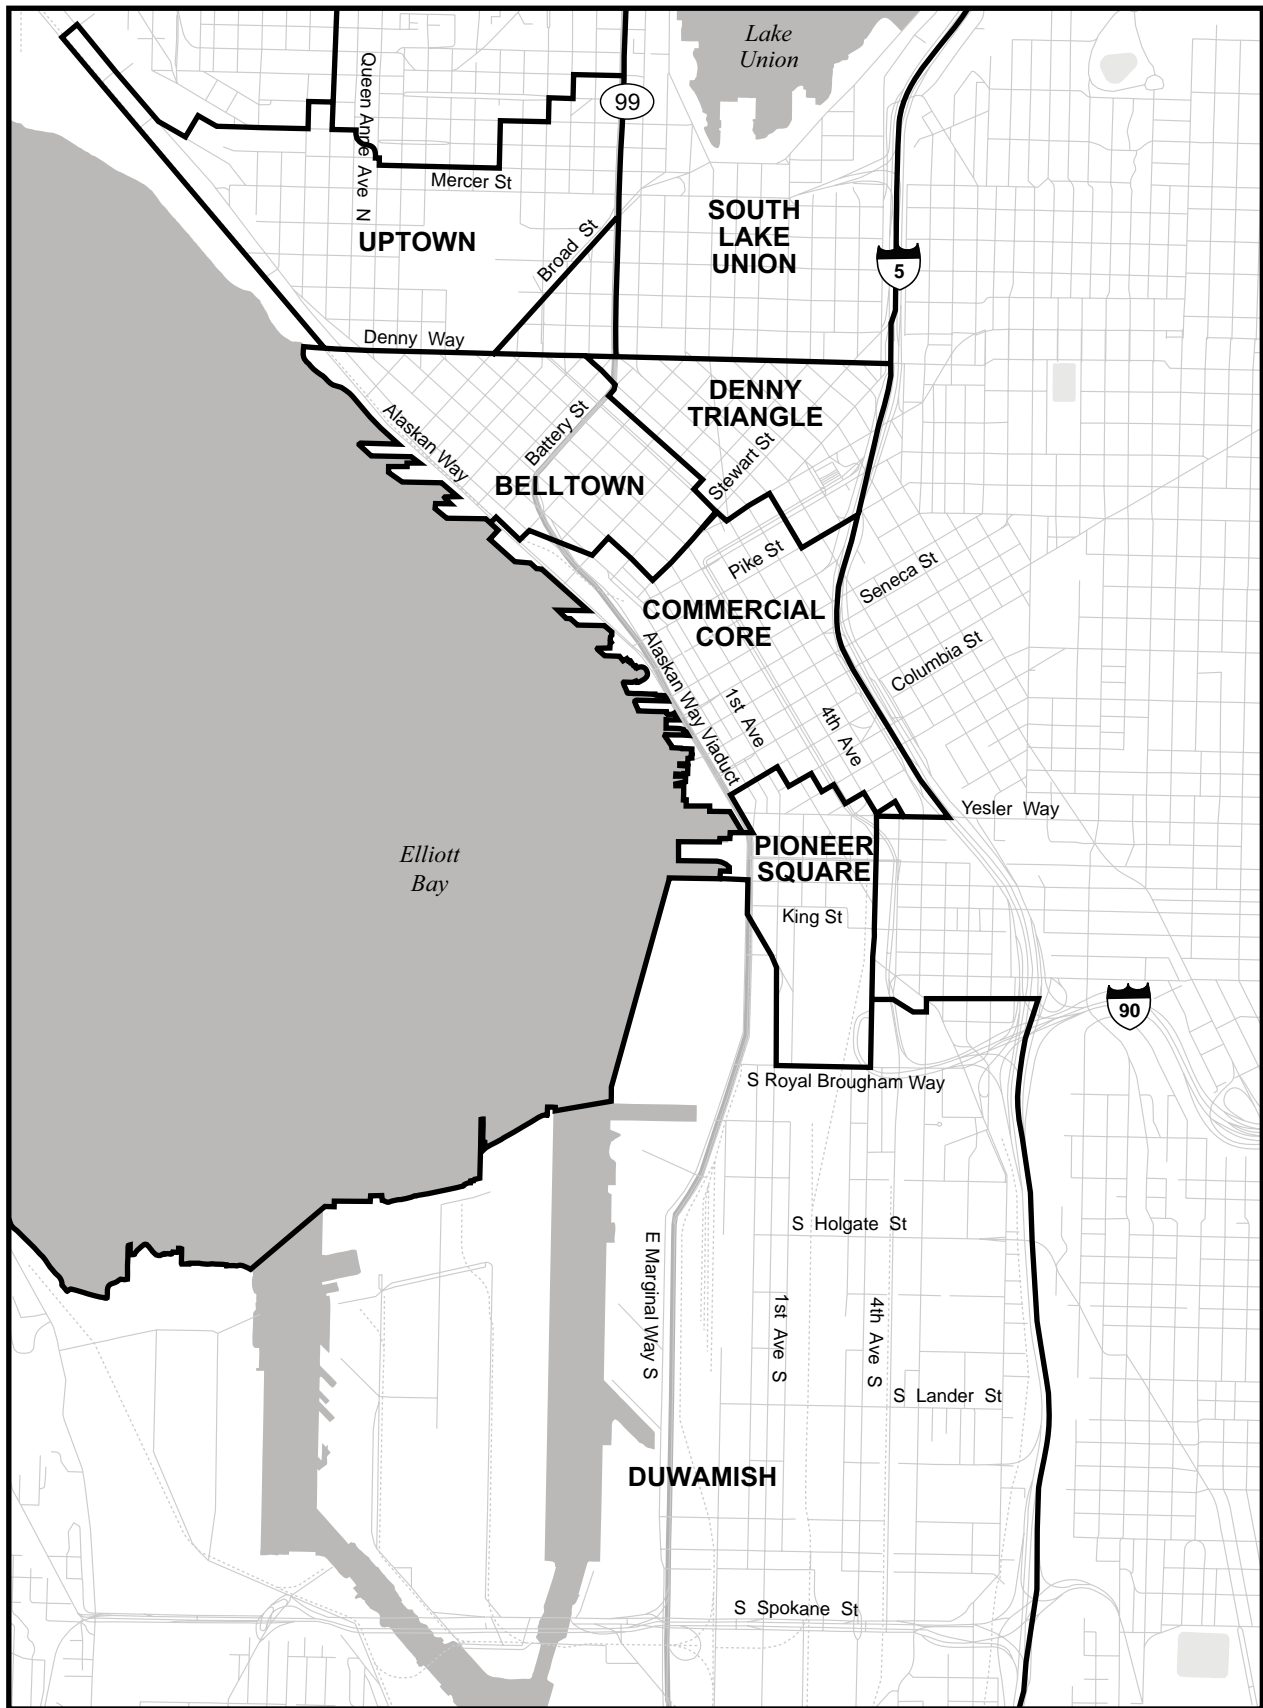 Lake
Union
Queen Anne Ave N
99
Mercer St
SOUTH
LAKE
UNION
UPTOWN
Broad St
5
Denny Way
DENNY
TRIANGLE
Alaskan Way
Battery St
Stewart St
BELLTOWN
Pike St
Seneca St
COMMERCIAL
CORE
Columbia St
Alaskan Way Viaduct
1st Ave
4th Ave
Yesler Way
Elliott
Bay
PIONEER
SQUARE
King St
90
S Royal Brougham Way
S Holgate St
E Marginal Way S
1st Ave S
4th Ave S
S Lander St
DUWAMISH
S Spokane St